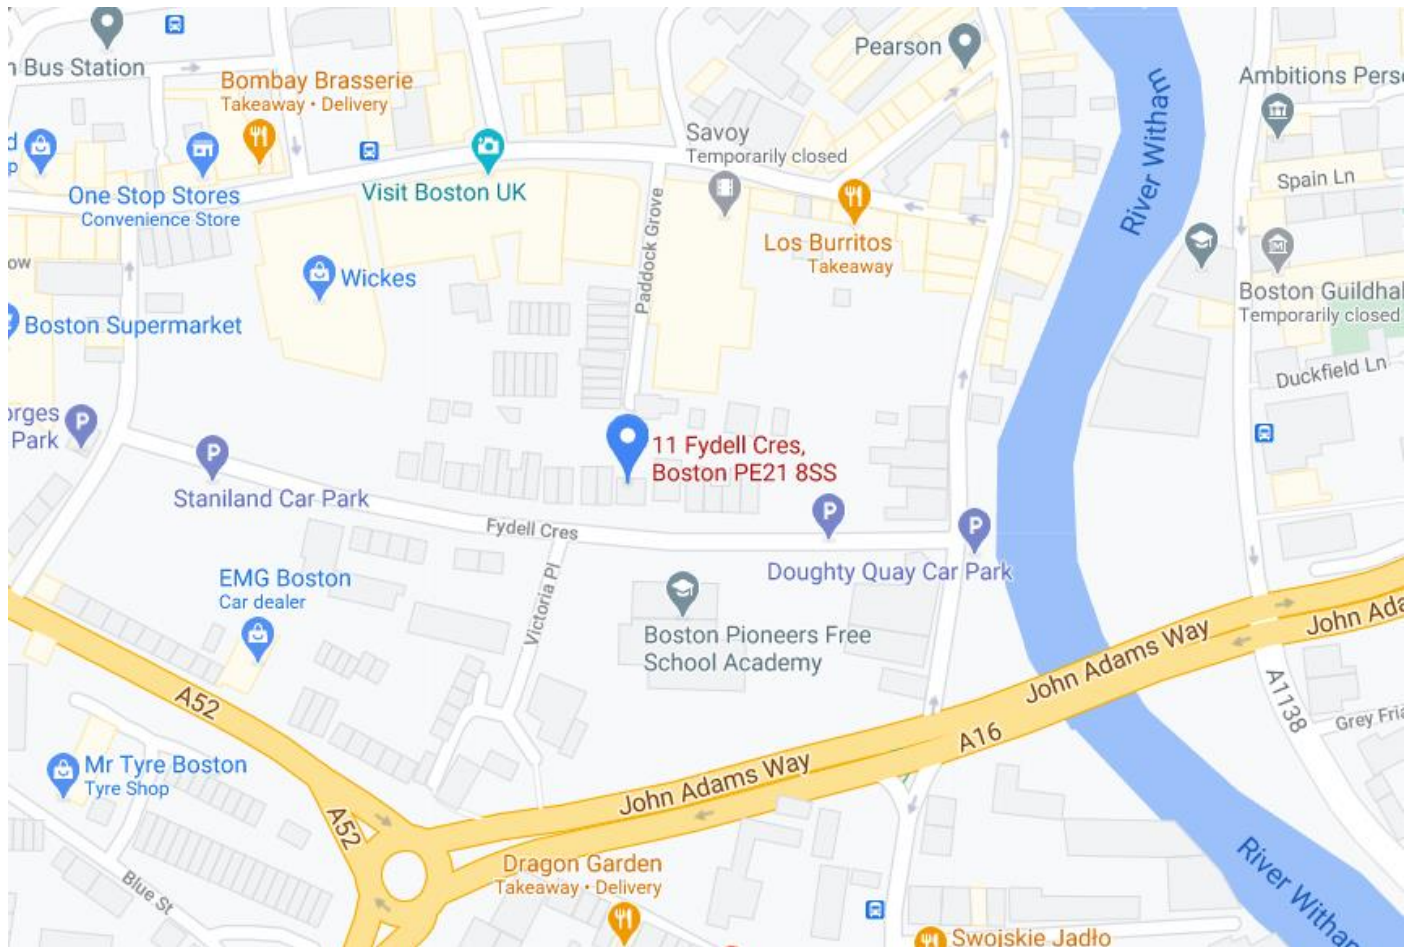 n Bus Station
Bombay Brasserie
Takeaway • Delivery
Pearson
Ambitions Pers
River Witham
Savoy
Temporarily closed
d
p
One Stop Stores
Convenience Store
Visit Boston UK
Spain Ln
Los Burritos
Takeaway
Paddock Grove
ow
Wickes
Boston Supermarket
Boston Guildhal
Temporarily closed
Duckfield Ln
orges
Park
P
P
Staniland Car Park
11 Fydell Cres,
Boston PE21 8SS
Fydell Cres
P
P
Doughty Quay Car Park
EMG Boston
Car dealer
Victoria Pl
Boston Pioneers Free
School Academy
John Adams Way
John Ada
A52
A16
A1138
Grey Fria
Mr Tyre Boston
Tyre Shop
John Adams Way
A52
Blue St
Dragon Garden
Takeaway • Delivery
River Witham
Swojskie Jadło